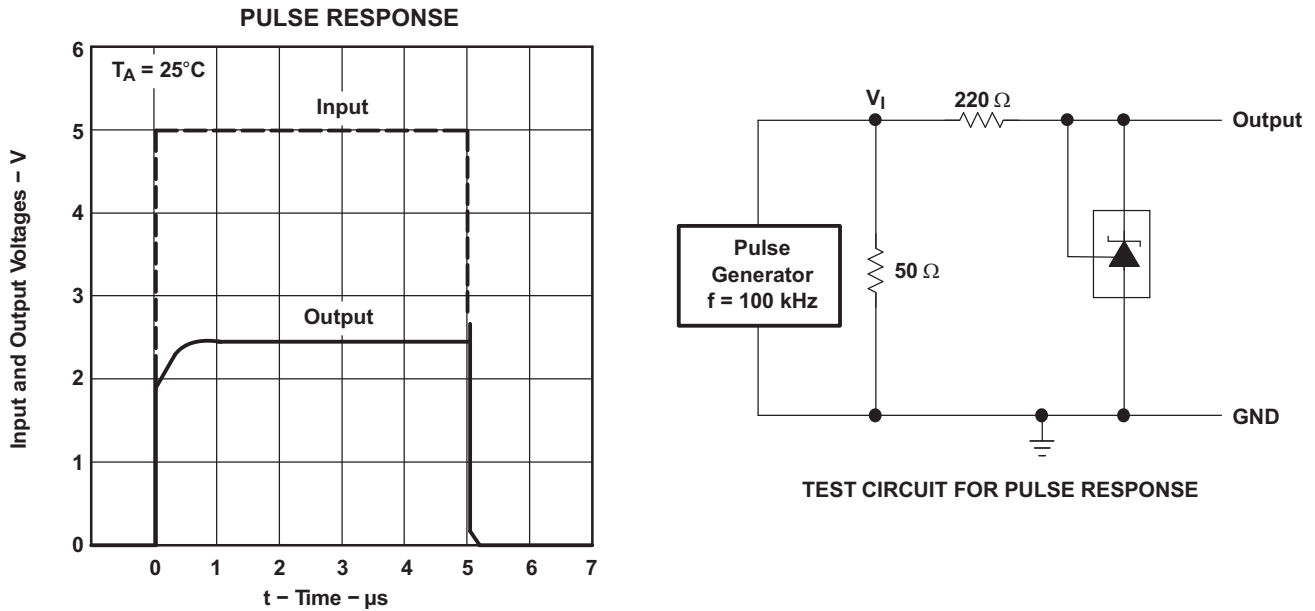 PULSE RESPONSE
6
5
4
3
2
1
0
Input and Output Voltages – V
T_A = 25°C
Input
Output
0 1 2 3 4 5 6 7
t – Time – µs
V_I
220 Ω
Output
Pulse
Generator
f = 100 kHz
50 Ω
GND
TEST CIRCUIT FOR PULSE RESPONSE